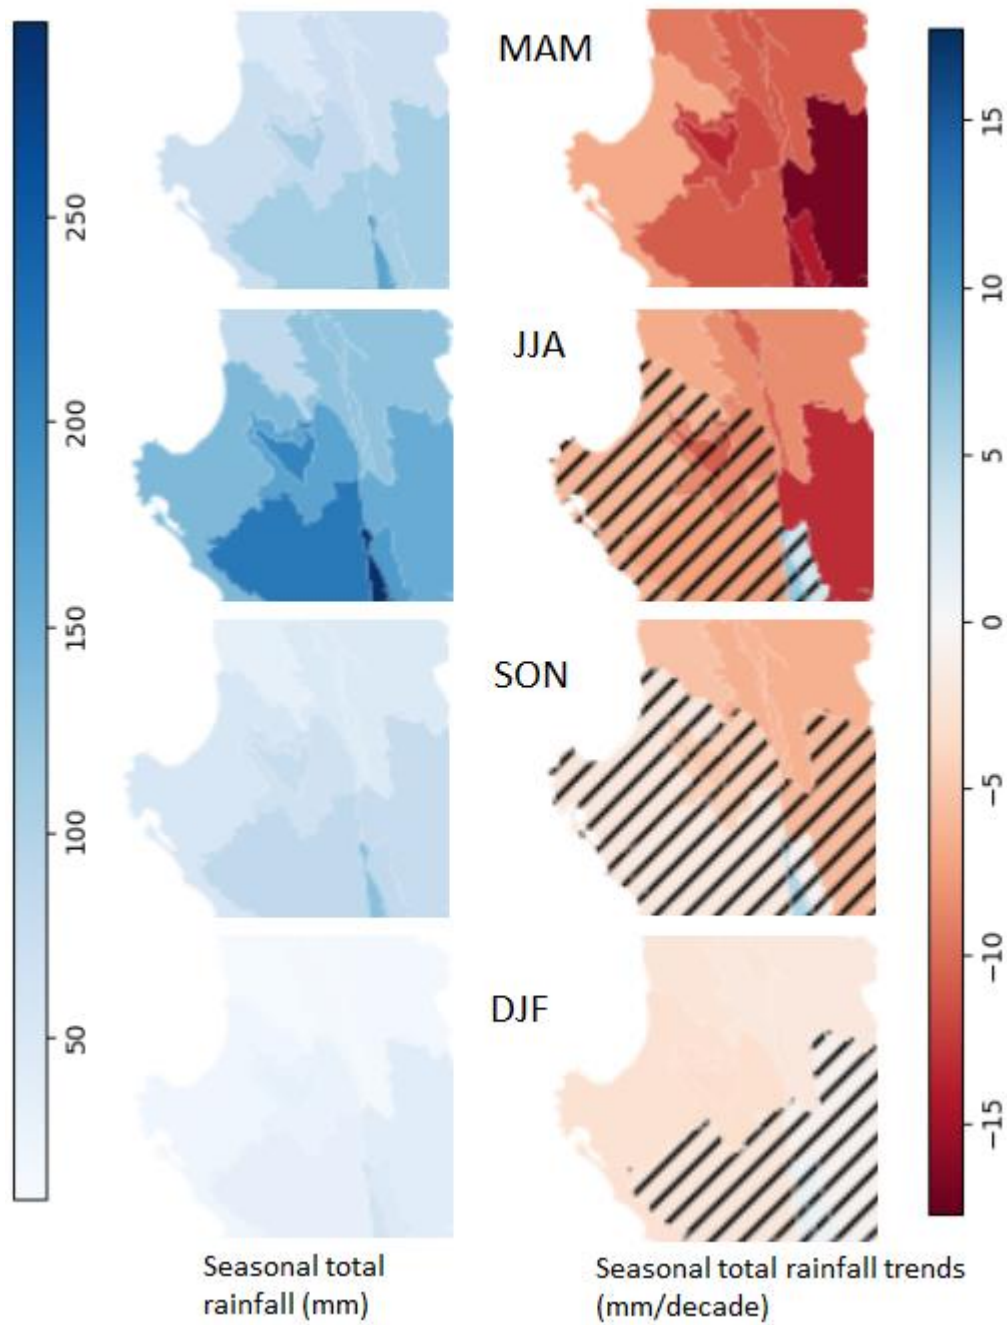 MAM
JJA
SON
DJF
250
200
150
100
50
15
10
5
0
−5
−10
−15
Seasonal total
rainfall (mm)
Seasonal total rainfall trends
(mm/decade)